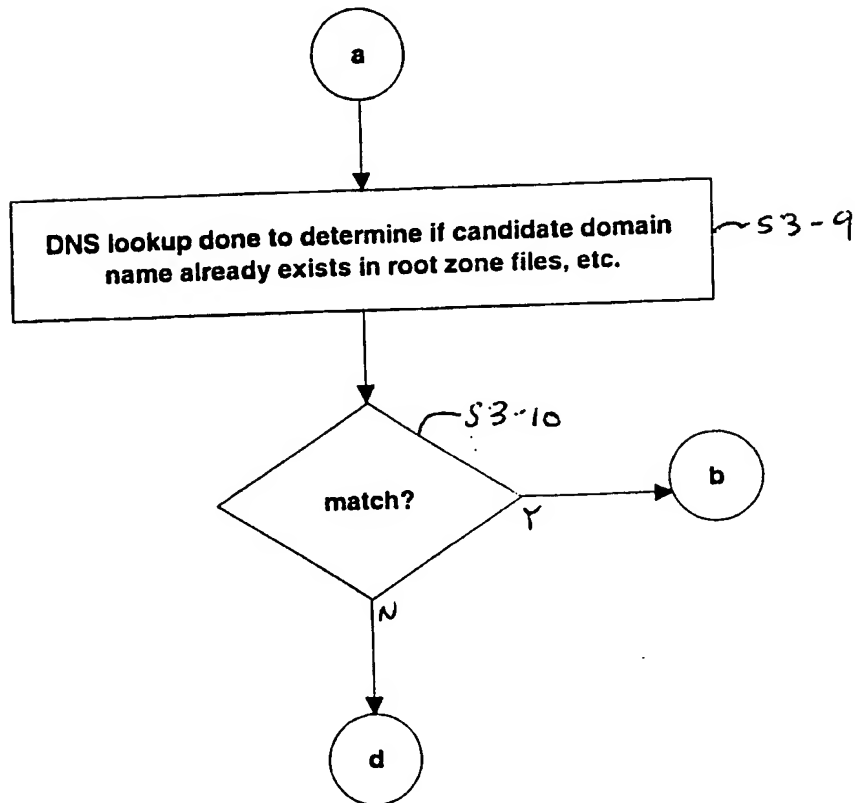 a
DNS lookup done to determine if candidate domain
name already exists in root zone files, etc.
S3-9
S3-10
match?
b
Y
N
d